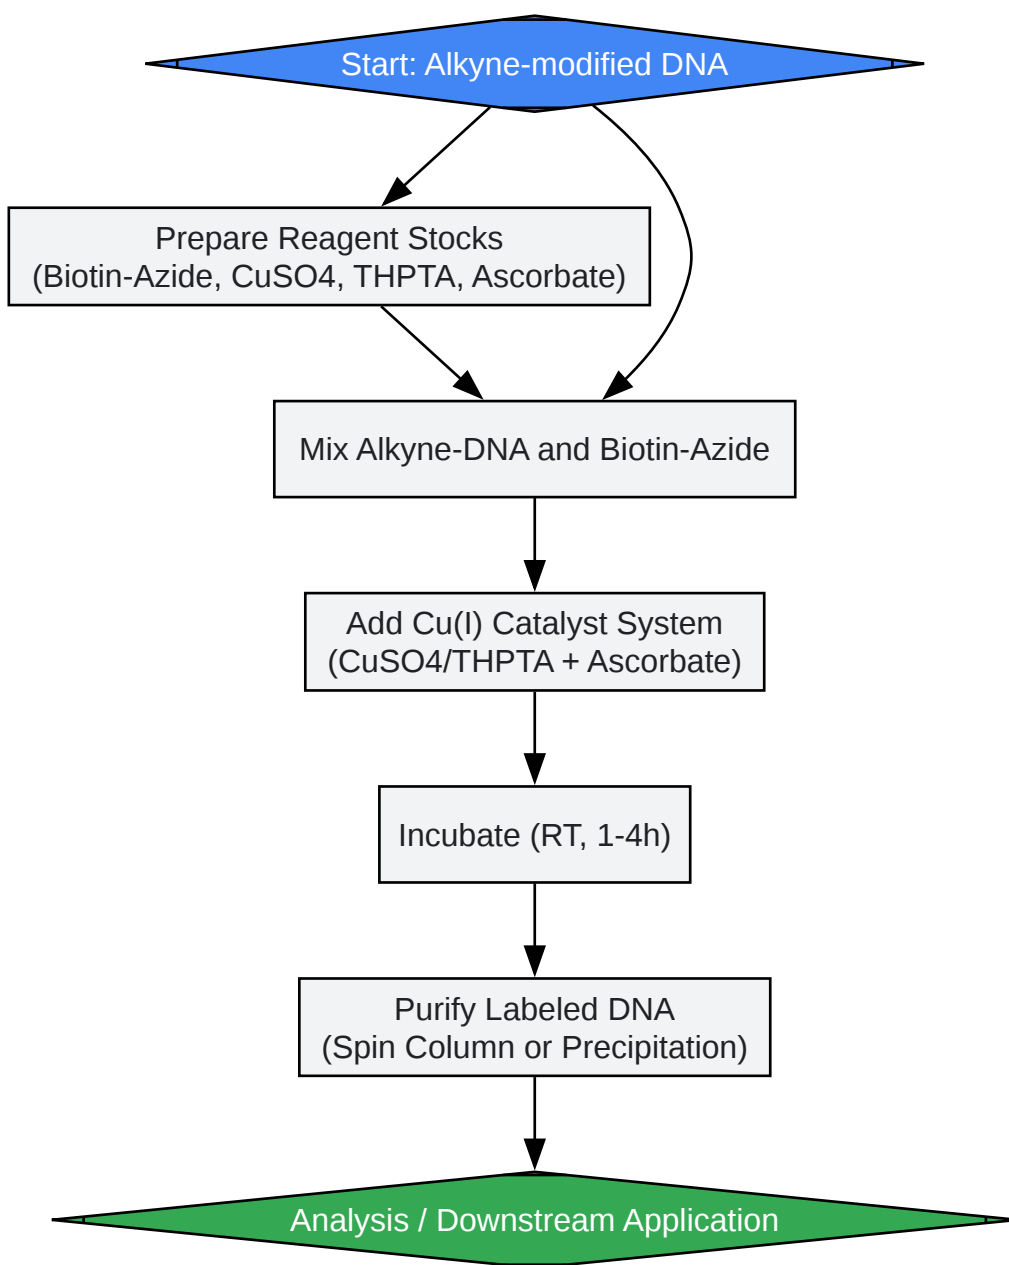 Start: Alkyne-modified DNA
Prepare Reagent Stocks
(Biotin-Azide, CuSO4, THPTA, Ascorbate)
Mix Alkyne-DNA and Biotin-Azide
Add Cu(I) Catalyst System
(CuSO4/THPTA + Ascorbate)
Incubate (RT, 1-4h)
Purify Labeled DNA
(Spin Column or Precipitation)
Analysis / Downstream Application